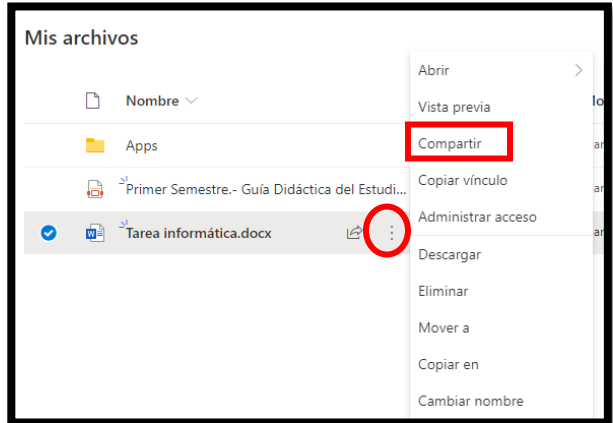 Mis archivos
Nombre
Apps
Primer Semestre.- Guía Didáctica del Estudi...
Tarea informática.docx
Abrir
Vista previa
Compartir
Copiar vínculo
Administrar acceso
Descargar
Eliminar
Mover a
Copiar en
Cambiar nombre